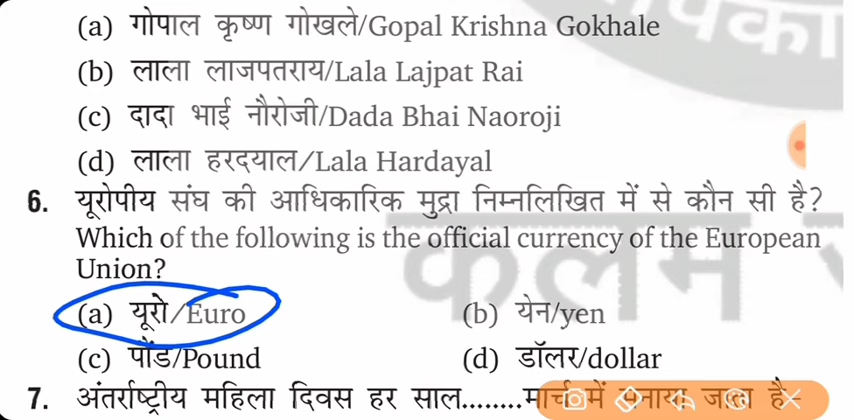 (a) गोपाल कृष्ण गोखले/Gopal Krishna Gokhale
(b) लाला लाजपतराय/Lala Lajpat Rai
(c) दादा भाई नौरोजी/Dada Bhai Naoroji
(d) लाला हरदयाल/Lala Hardayal
6. यूरोपीय संघ की आधिकारिक मुद्रा निम्नलिखित में से कौन सी है?
Which of the following is the official currency of the European
Union?
(a) यूरो/Euro (b) येन/yen
(c) पौंड/Pound (d) डॉलर/dollar
7. अंतर्राष्ट्रीय महिला दिवस हर साल........मार्च में मनाया जाता है-
कलम